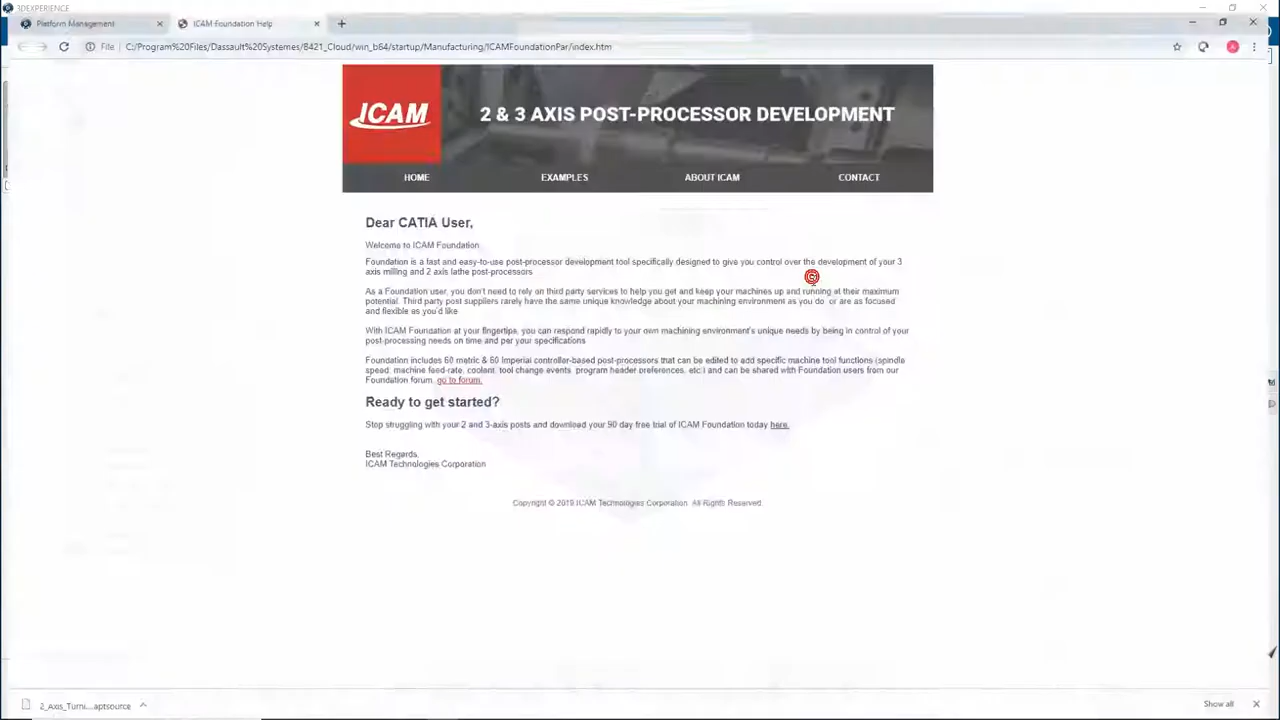 3DEXPERIENCE
Platform Management
ICAM Foundation Help
File
C:/Program%20Files/Dassault%20Systemes/B421_Cloud/win_b64/startup/Manufacturing/ICAMFoundationPar/index.htm
ICAM
2 & 3 AXIS POST-PROCESSOR DEVELOPMENT
HOME
EXAMPLES
ABOUT ICAM
CONTACT
Dear CATIA User,
Welcome to ICAM Foundation
Foundation is a fast and easy-to-use post-processor development tool specifically designed to give you control over the development of your 3
axis milling and 2 axis lathe post-processors
As a Foundation user, you don't need to rely on third party services to help you get and keep your machines up and running at their maximum
potential. Third party post suppliers rarely have the same unique knowledge about your machining environment as you do or are as focused
and flexible as you'd like
With ICAM Foundation at your fingertips, you can respond rapidly to your own machining environment's unique needs by being in control of your
post-processing needs on time and per your specifications
Foundation includes 60 metric & 60 Imperial controller-based post-processors that can be edited to add specific machine tool functions (spindle
speed, machine feed-rate, coolant, tool change events, program header preferences, etc.) and can be shared with Foundation users from our
Foundation forum, go to forum.
Ready to get started?
Stop struggling with your 2 and 3-axis posts and download your 90 day free trial of ICAM Foundation today here.
Best Regards,
ICAM Technologies Corporation
Copyright © 2019 ICAM Technologies Corporation. All Rights Reserved
2_Axis_Turni....aptsource
Show all